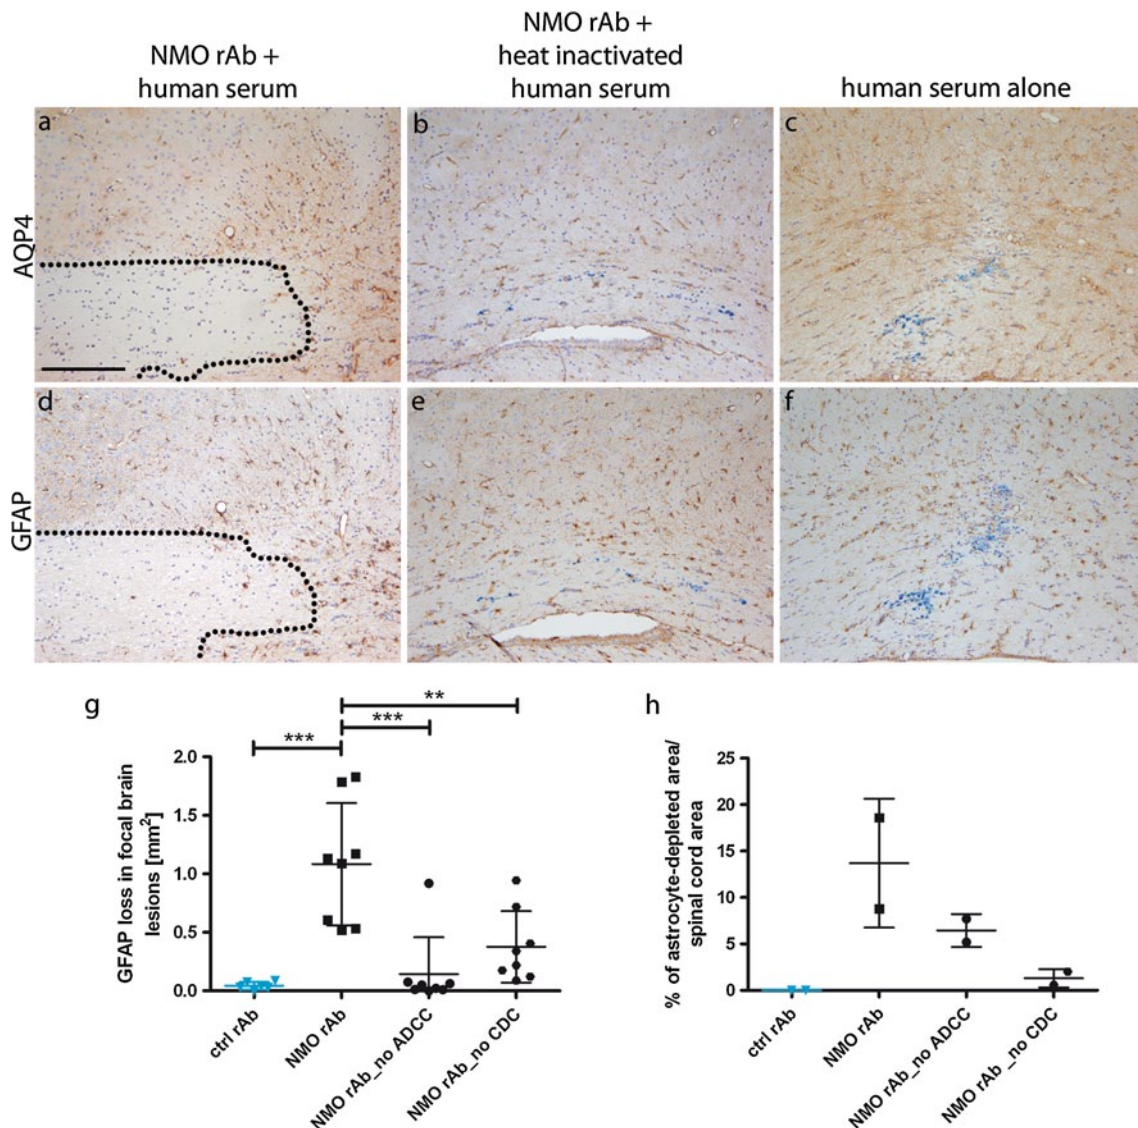 NMO rAb +
human serum
NMO rAb +
heat inactivated
human serum
human serum alone
AQP4
a
b
c
GFAP
d
e
f
g
GFAP loss in focal brain
lesions [mm²]
2.0
1.5
1.0
0.5
0.0
***
***
**
ctrl rAb
NMO rAb
NMO rAb_no ADCC
NMO rAb_no CDC
h
% of astrocyte-depleted area/
spinal cord area
25
20
15
10
5
0
ctrl rAb
NMO rAb
NMO rAb_no ADCC
NMO rAb_no CDC